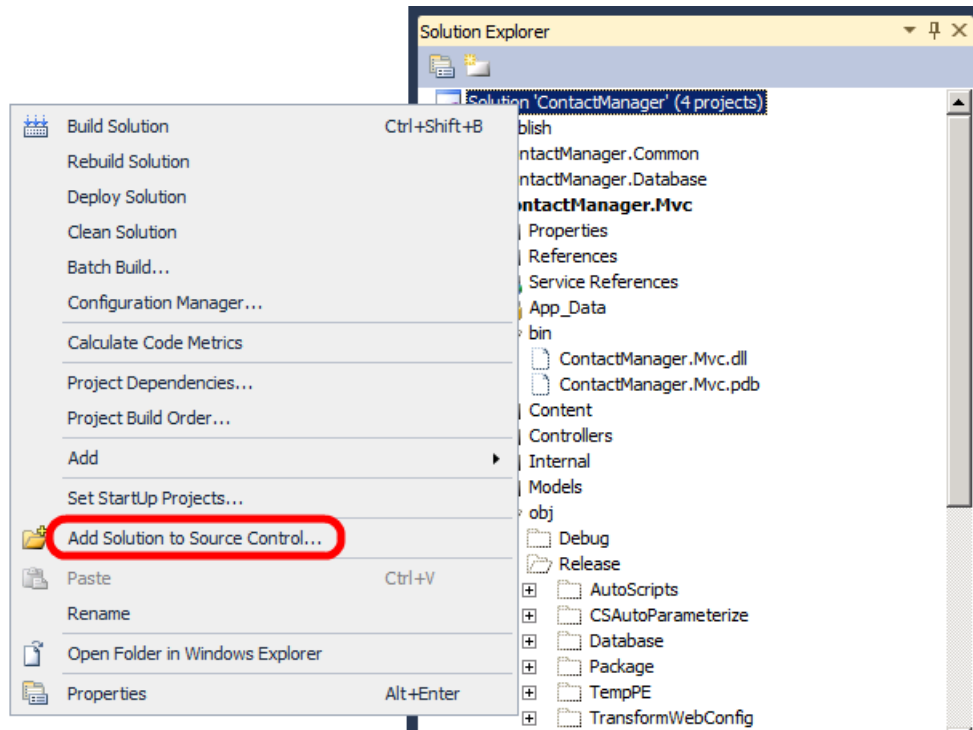 Solution Explorer
Solution 'ContactManager' (4 projects)
blish
ntactManager.Common
ntactManager.Database
ontactManager.Mvc
Properties
References
Service References
App_Data
bin
ContactManager.Mvc.dll
ContactManager.Mvc.pdb
Content
Controllers
Internal
Models
obj
Debug
Release
AutoScripts
CSAutoParameterize
Database
Package
TempPE
TransformWebConfig
Build Solution Ctrl+Shift+B
Rebuild Solution
Deploy Solution
Clean Solution
Batch Build...
Configuration Manager...
Calculate Code Metrics
Project Dependencies...
Project Build Order...
Add
Set StartUp Projects...
Add Solution to Source Control...
Paste Ctrl+V
Rename
Open Folder in Windows Explorer
Properties Alt+Enter